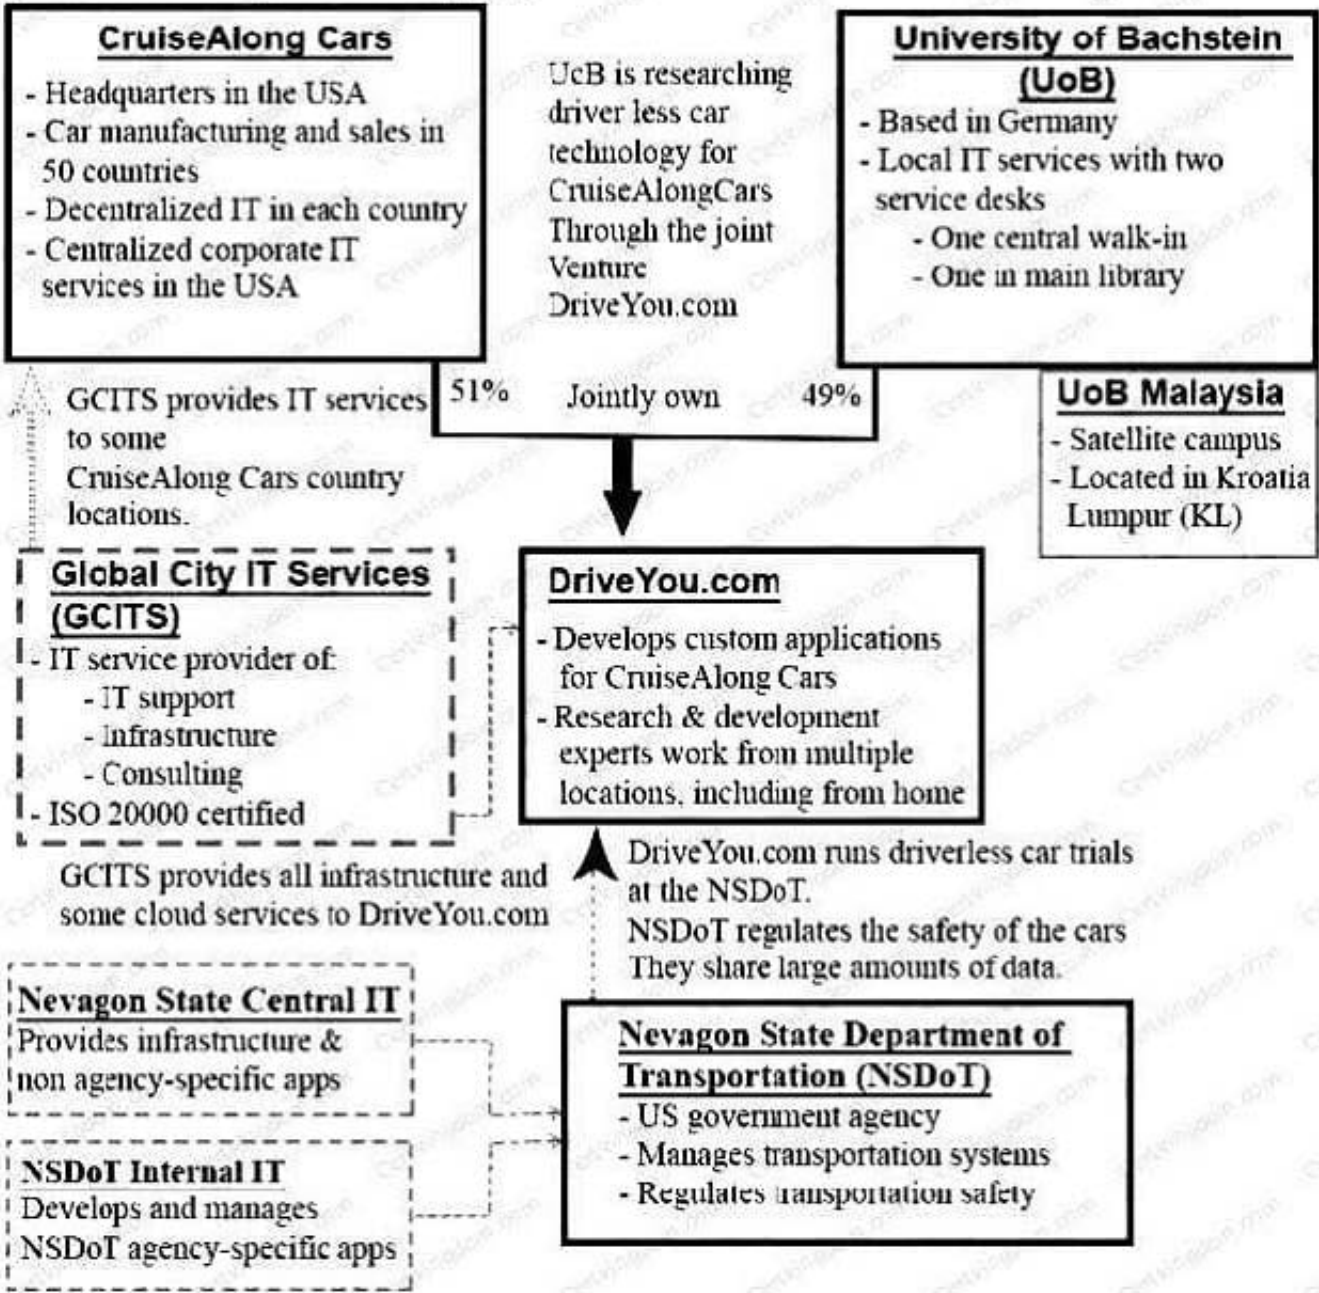 CruiseAlong Cars
- Headquarters in the USA
- Car manufacturing and sales in
50 countries
- Decentralized IT in each country
- Centralized corporate IT
services in the USA
UcB is researching
driver less car
technology for
CruiseAlongCars
Through the joint
Venture
DriveYou.com
University of Bachstein
(UoB)
- Based in Germany
- Local IT services with two
service desks
- One central walk-in
- One in main library
51% Jointly own 49%
UoB Malaysia
- Satellite campus
- Located in Kroatia
Lumpur (KL)
GCITS provides IT services
to some
CruiseAlong Cars country
locations.
Global City IT Services
(GCITS)
- IT service provider of:
- IT support
- Infrastructure
- Consulting
- ISO 20000 certified
DriveYou.com
- Develops custom applications
for CruiseAlong Cars
- Research & development
experts work from multiple
locations, including from home
GCITS provides all infrastructure and
some cloud services to DriveYou.com
DriveYou.com runs driverless car trials
at the NSDoT.
NSDoT regulates the safety of the cars
They share large amounts of data.
Nevagon State Central IT
Provides infrastructure &
non agency-specific apps
NSDoT Internal IT
Develops and manages
NSDoT agency-specific apps
Nevagon State Department of
Transportation (NSDoT)
- US government agency
- Manages transportation systems
- Regulates transportation safety